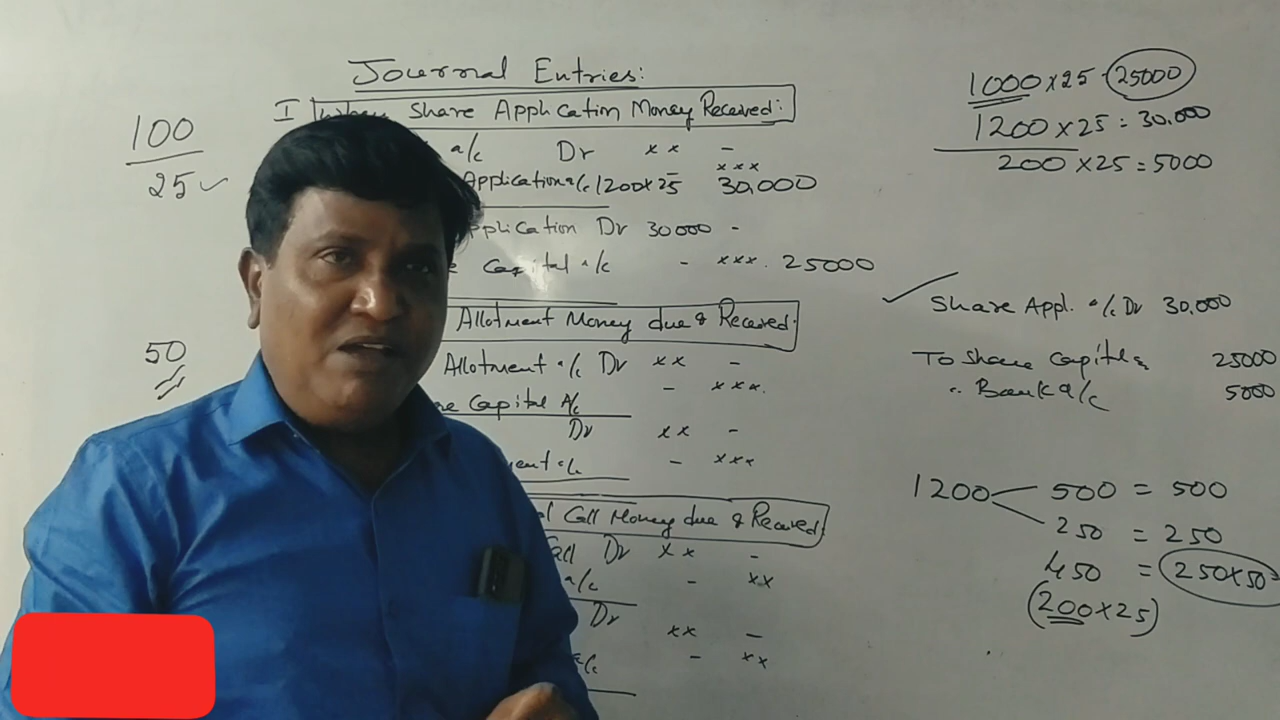 Journal Entries:
I When Share Application Money Received:
a/c Dr xx -
xxx
Application a/c 1200x25 30,000
pplication Dr 30000 -
Capital a/c - xxx. 25000
Allotment Money due & Received.
Allotment a/c Dr xx -
- xxx.
Capital A/c
Dr xx -
ment a/c - xxx
Call Money due & Received
Call Dr xx -
a/c - xx
Dr xx -
a/c - xx
100
25 ✓
50
1000x25 25000
1200x25 = 30,000
200x25 = 5000
✓ Share Appl. a/c Dr 30,000
To Share Capital 25000
" Bank a/c 5000
1200 500 = 500
250 = 250
450 = 250x50
(200x25)